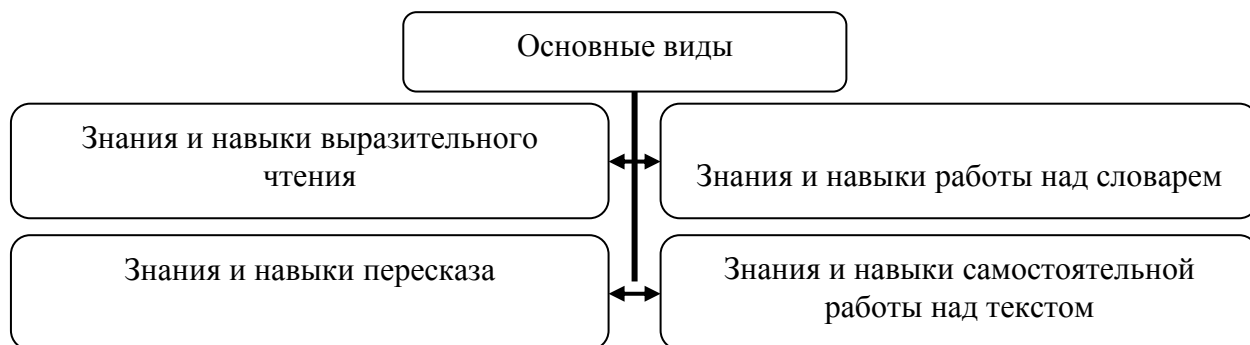 Основные виды
Знания и навыки выразительного
чтения
Знания и навыки работы над словарем
Знания и навыки пересказа
Знания и навыки самостоятельной
работы над текстом